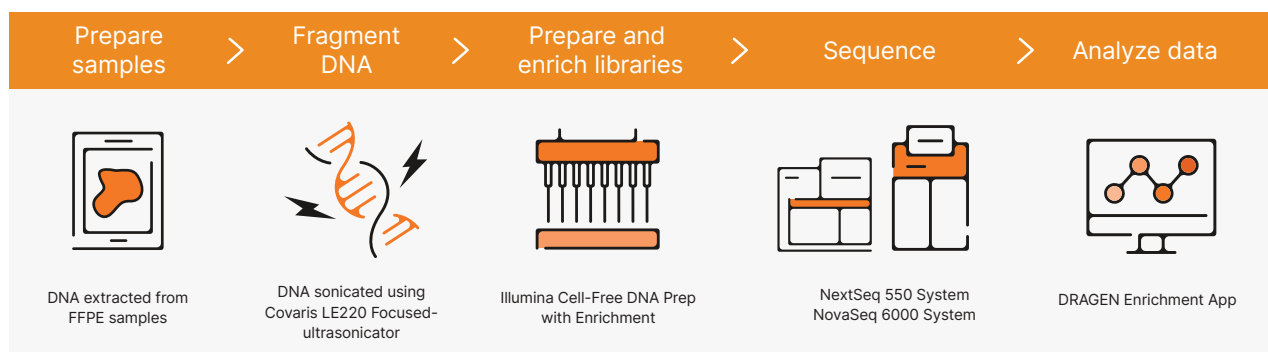 Prepare
samples
Fragment
DNA
Prepare and
enrich libraries
Sequence
Analyze data
DNA extracted from
FFPE samples
DNA sonicated using
Covaris LE220 Focused-
ultrasonicator
Illumina Cell-Free DNA Prep
with Enrichment
NextSeq 550 System
NovaSeq 6000 System
DRAGEN Enrichment App